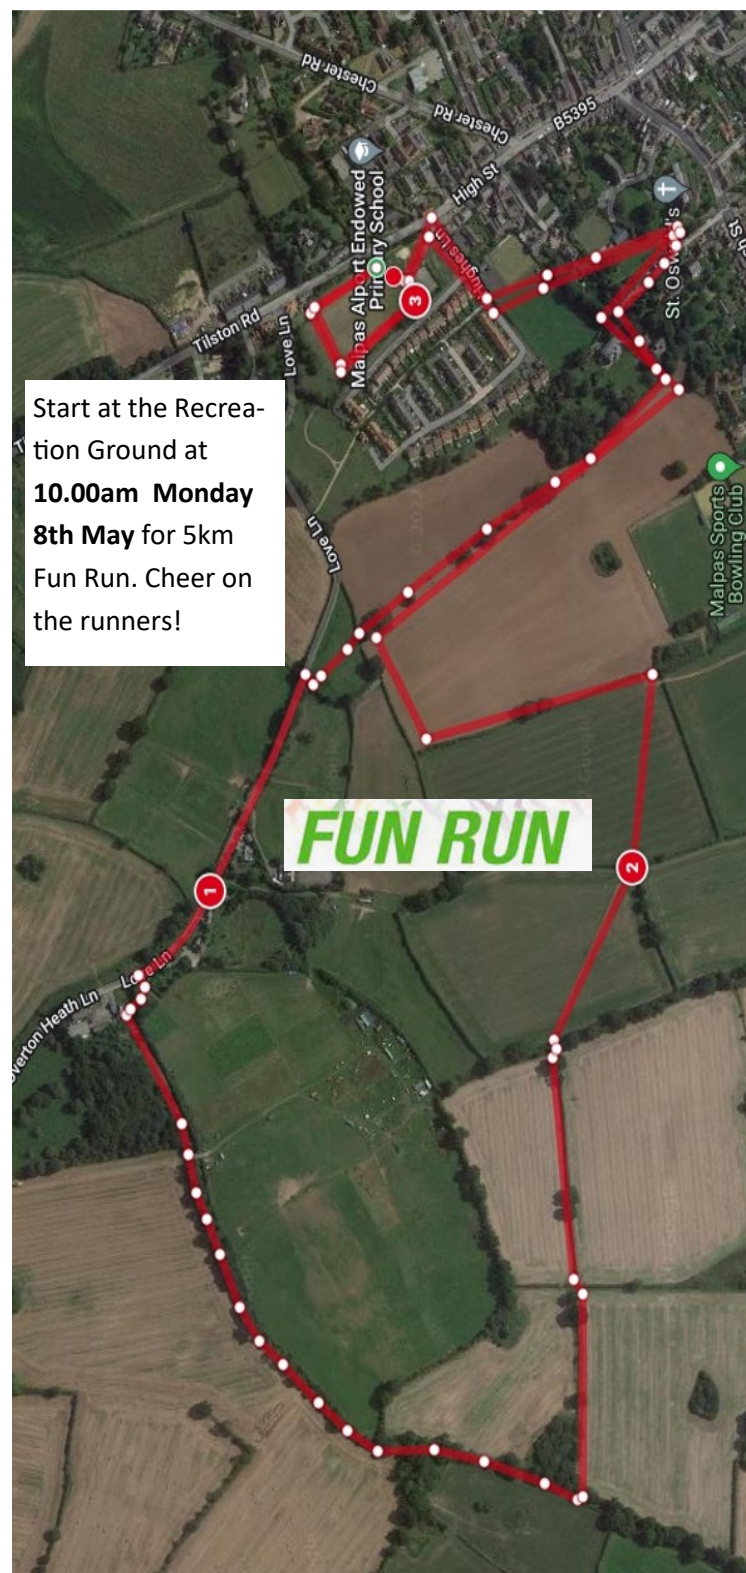 Chester Rd
Chester Rd
B5395
High St
Malpas Alport Endowed
Primary School
Hughes Ln
St. Oswald's
Tilston Rd
Love Ln
3
Start at the Recrea-
tion Ground at
10.00am Monday
8th May for 5km
Fun Run. Cheer on
the runners!
Love Ln
Malpas Sports
Bowling Club
FUN RUN
1
2
Love Ln
verton Heath Ln